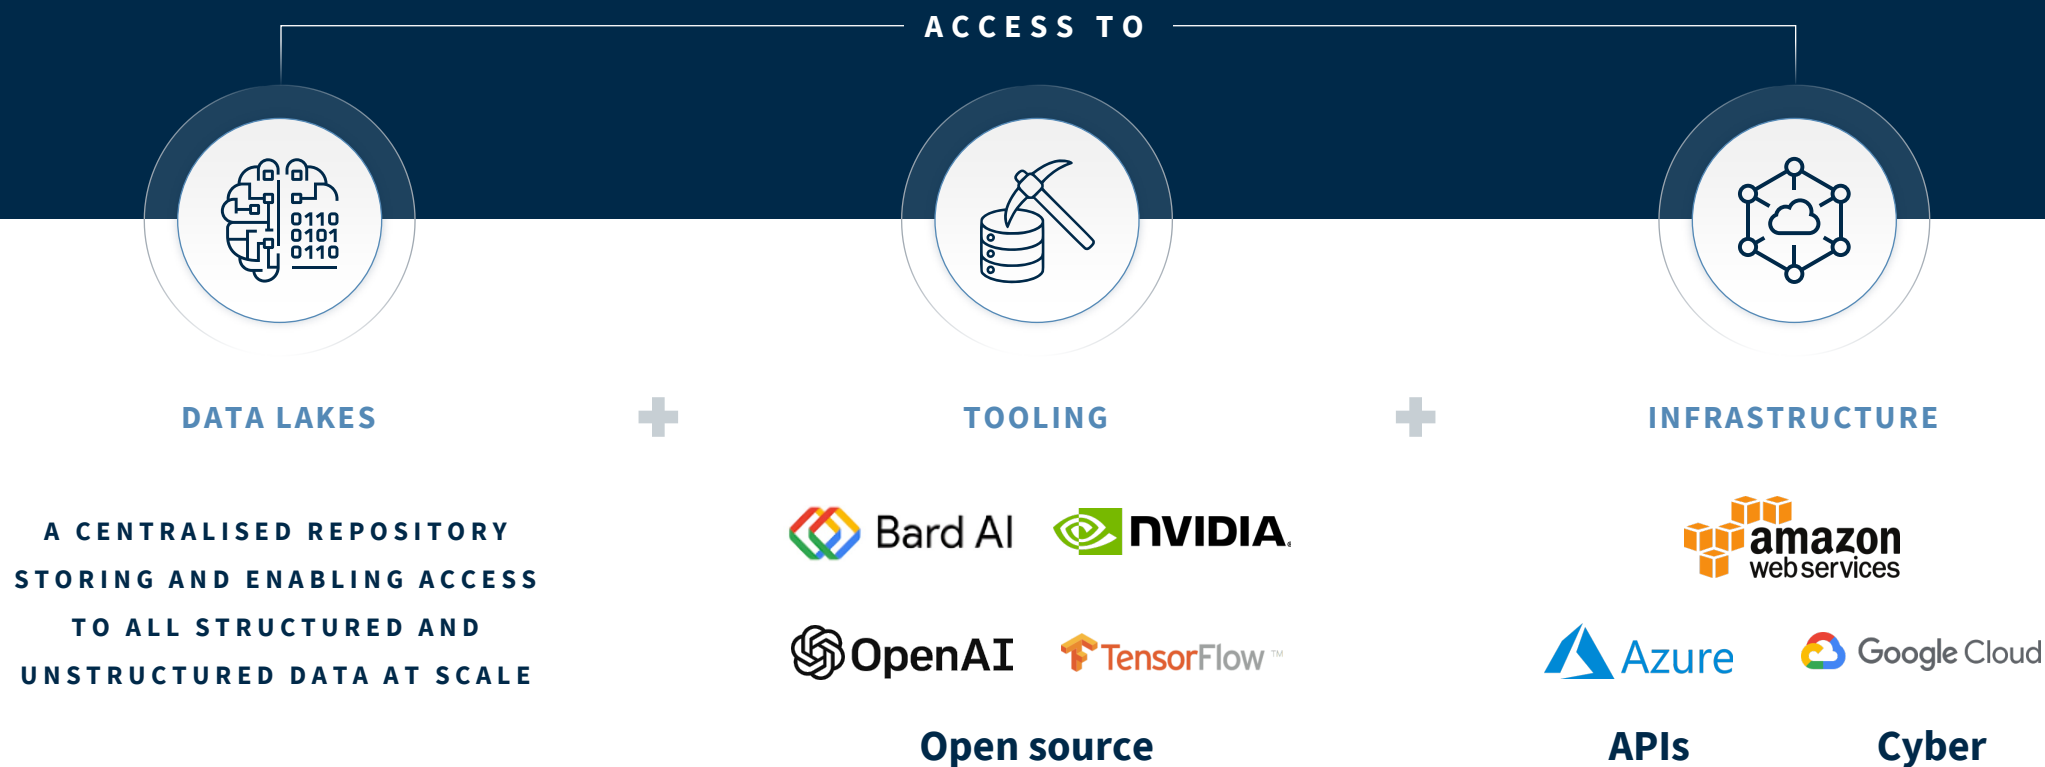 ACCESS TO
0110
0101
0110
DATA LAKES
TOOLING
INFRASTRUCTURE
A CENTRALISED REPOSITORY
STORING AND ENABLING ACCESS
TO ALL STRUCTURED AND
UNSTRUCTURED DATA AT SCALE
Bard AI
NVIDIA
OpenAI
TensorFlow™
Open source
amazon
web services
Azure
Google Cloud
APIs
Cyber